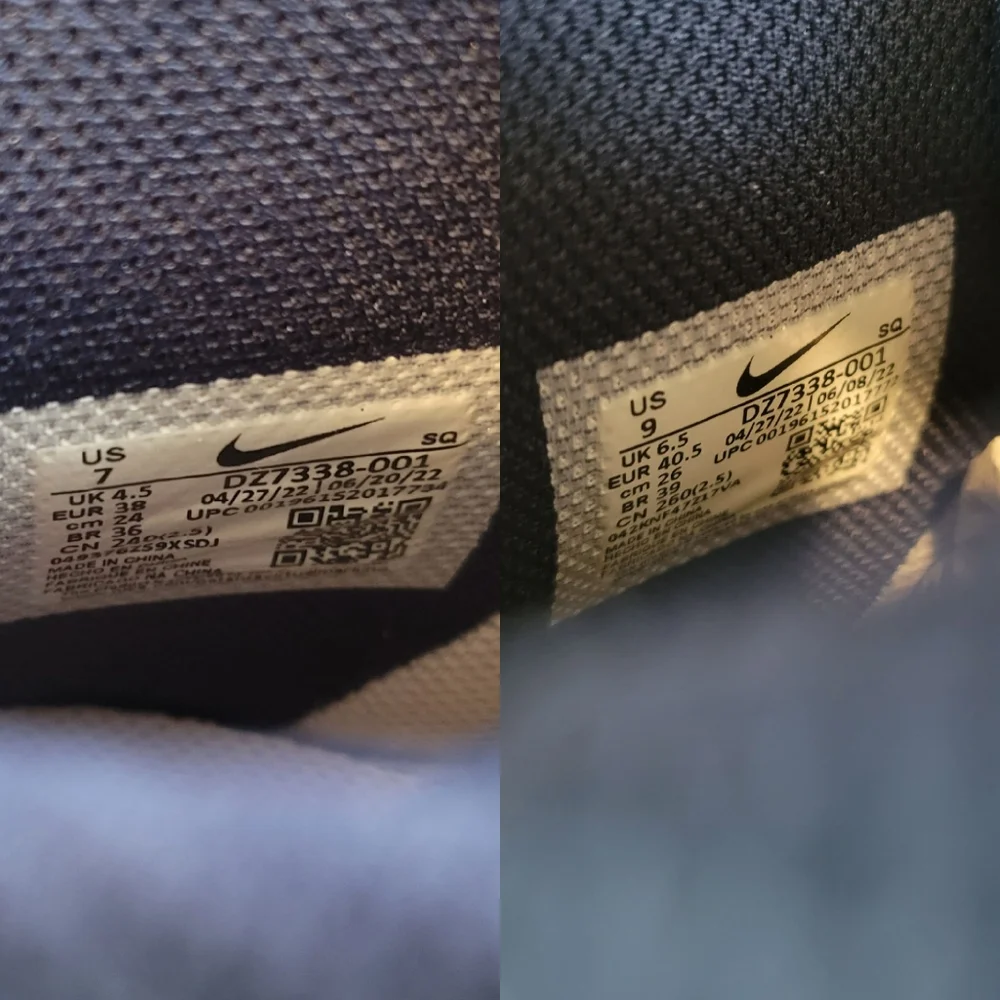 US
7
SQ
DZ7338-001
UK 4.5
04/27/22 | 06/20/22
EUR 38
UPC
cm 24
BR 36
CN
MADE IN CHINA
US
9
SQ
DZ7338-001
UK 6.5
04/27/22 | 06/08/22
EUR 40.5
UPC
cm 26
BR 39
CN 260(2.5)
MADE IN CHINA